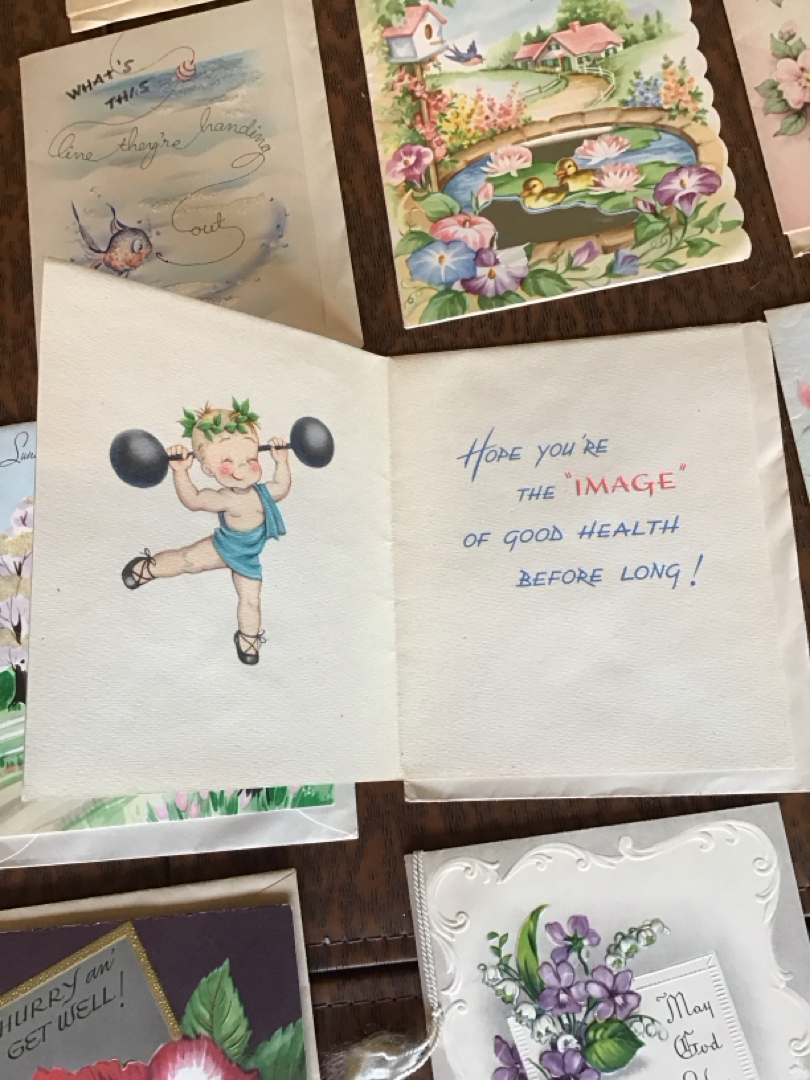 WHAT'S
THIS
line they're handing
out
HOPE YOU'RE
THE "IMAGE"
OF GOOD HEALTH
BEFORE LONG!
HURRY an'
GET WELL!
May
God